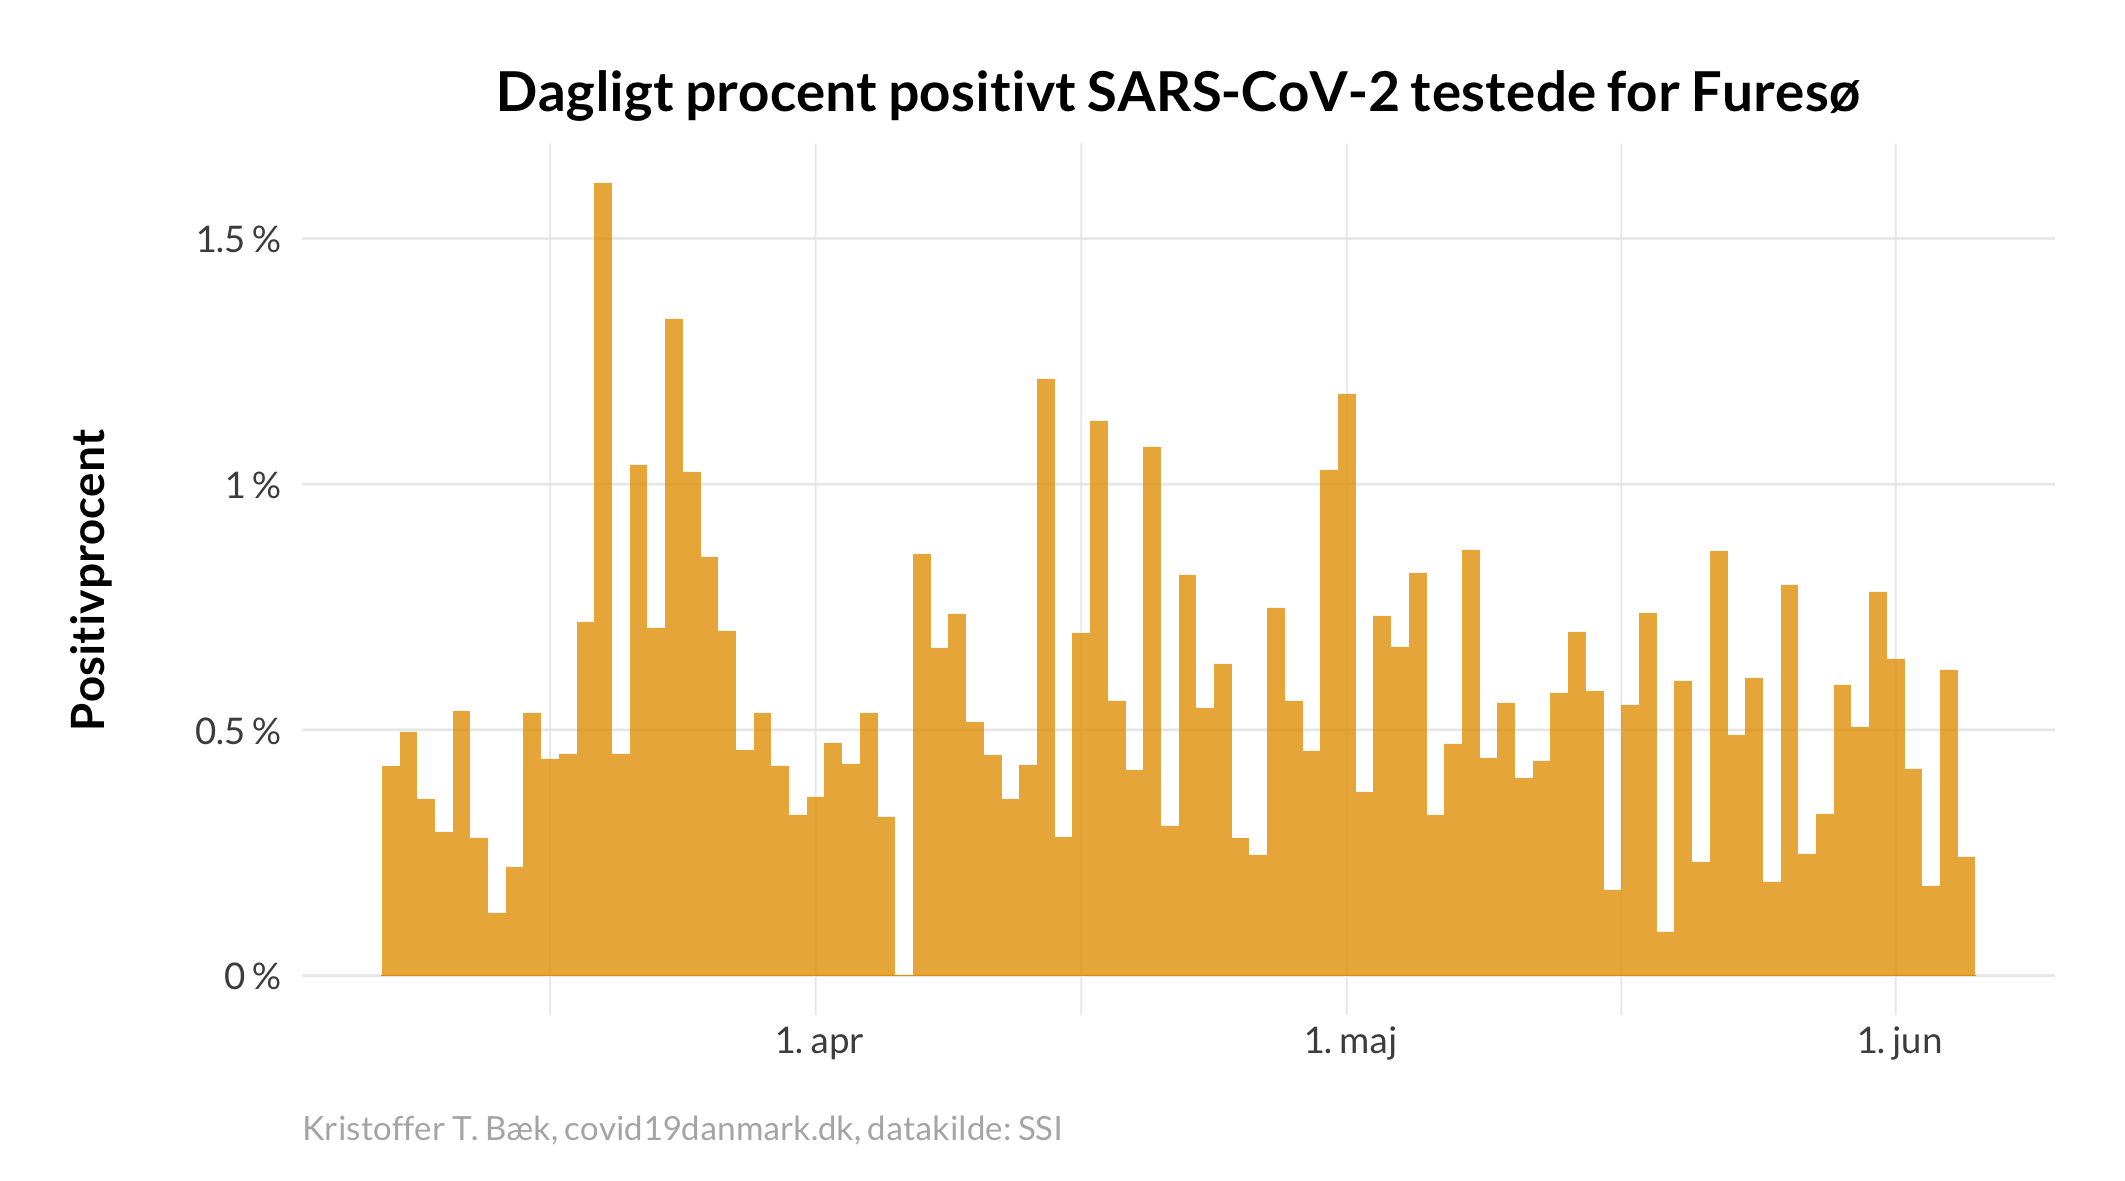 Dagligt procent positivt SARS-CoV-2 testede for Furesø
Positivprocent
1.5 %
1 %
0.5 %
0 %
1. apr
1. maj
1. jun
Kristoffer T. Bæk, covid19danmark.dk, datakilde: SSI